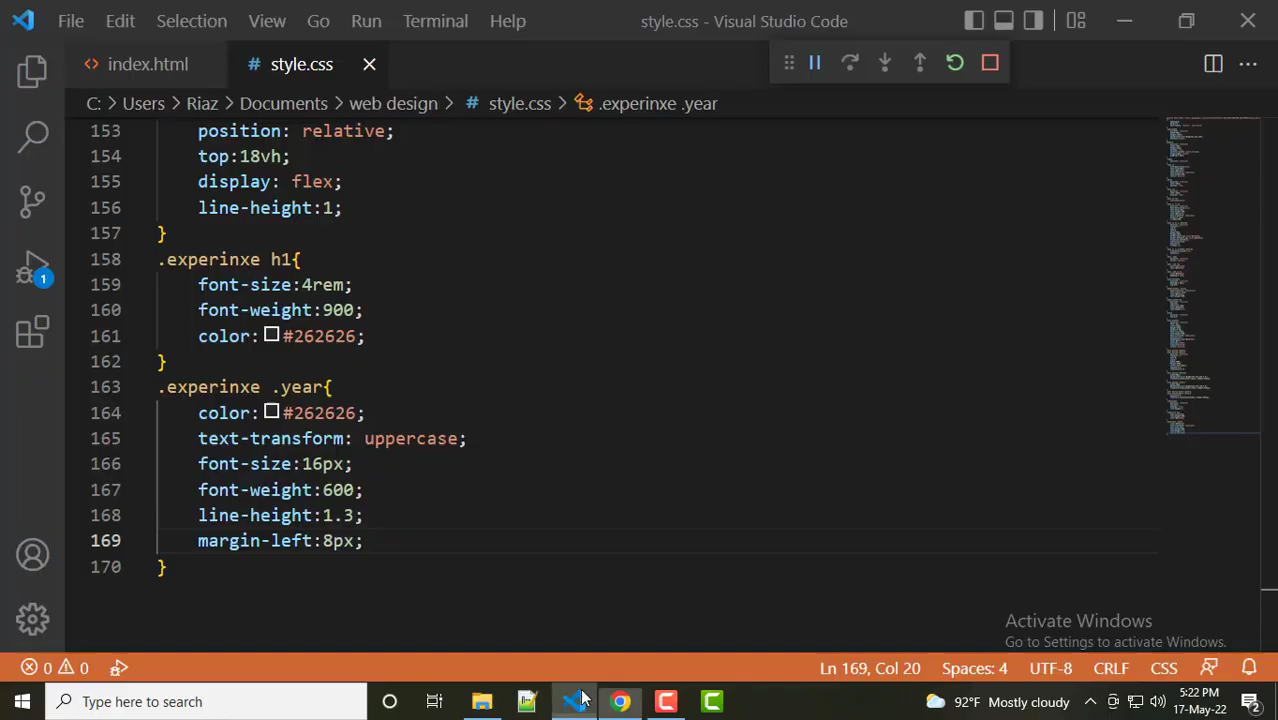 File Edit Selection View Go Run Terminal Help style.css - Visual Studio Code
<> index.html # style.css
C: > Users > Riaz > Documents > web design > # style.css > .experinxe .year
153 position: relative;
154 top:18vh;
155 display: flex;
156 line-height:1;
157 }
158 .experinxe h1{
159 font-size:4rem;
160 font-weight:900;
161 color: #262626;
162 }
163 .experinxe .year{
164 color: #262626;
165 text-transform: uppercase;
166 font-size:16px;
167 font-weight:600;
168 line-height:1.3;
169 margin-left:8px;
170 }
1
Activate Windows
Go to Settings to activate Windows.
0 0 Ln 169, Col 20 Spaces: 4 UTF-8 CRLF CSS
Type here to search 92°F Mostly cloudy 5:22 PM
17-May-22 2